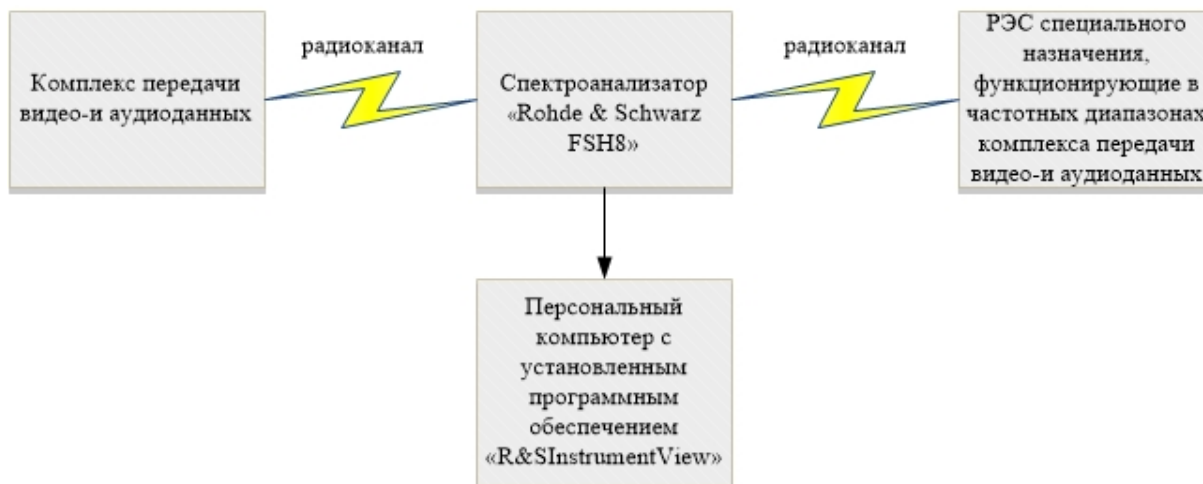 Комплекс передачи
видео-и аудиоданных
радиоканал
Спектроанализатор
«Rohde & Schwarz
FSH8»
радиоканал
РЭС специального
назначения,
функционирующие в
частотных диапазонах
комплекса передачи
видео-и аудиоданных
Персональный
компьютер с
установленным
программным
обеспечением
«R&SInstrumentView»